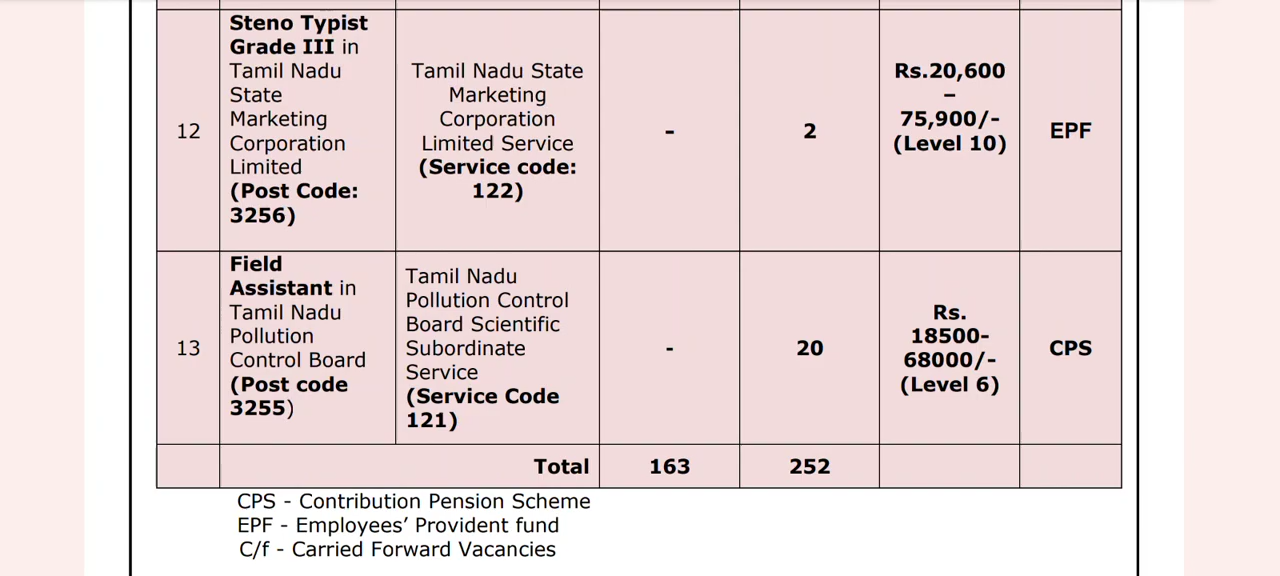 12
Steno Typist
Grade III in
Tamil Nadu
State
Marketing
Corporation
Limited
(Post Code:
3256)
Tamil Nadu State
Marketing
Corporation
Limited Service
(Service code:
122)
-
2
Rs.20,600
–
75,900/-
(Level 10)
EPF
13
Field
Assistant in
Tamil Nadu
Pollution
Control Board
(Post code
3255)
Tamil Nadu
Pollution Control
Board Scientific
Subordinate
Service
(Service Code
121)
-
20
Rs.
18500-
68000/-
(Level 6)
CPS
Total 163 252
CPS - Contribution Pension Scheme
EPF - Employees’ Provident fund
C/f - Carried Forward Vacancies